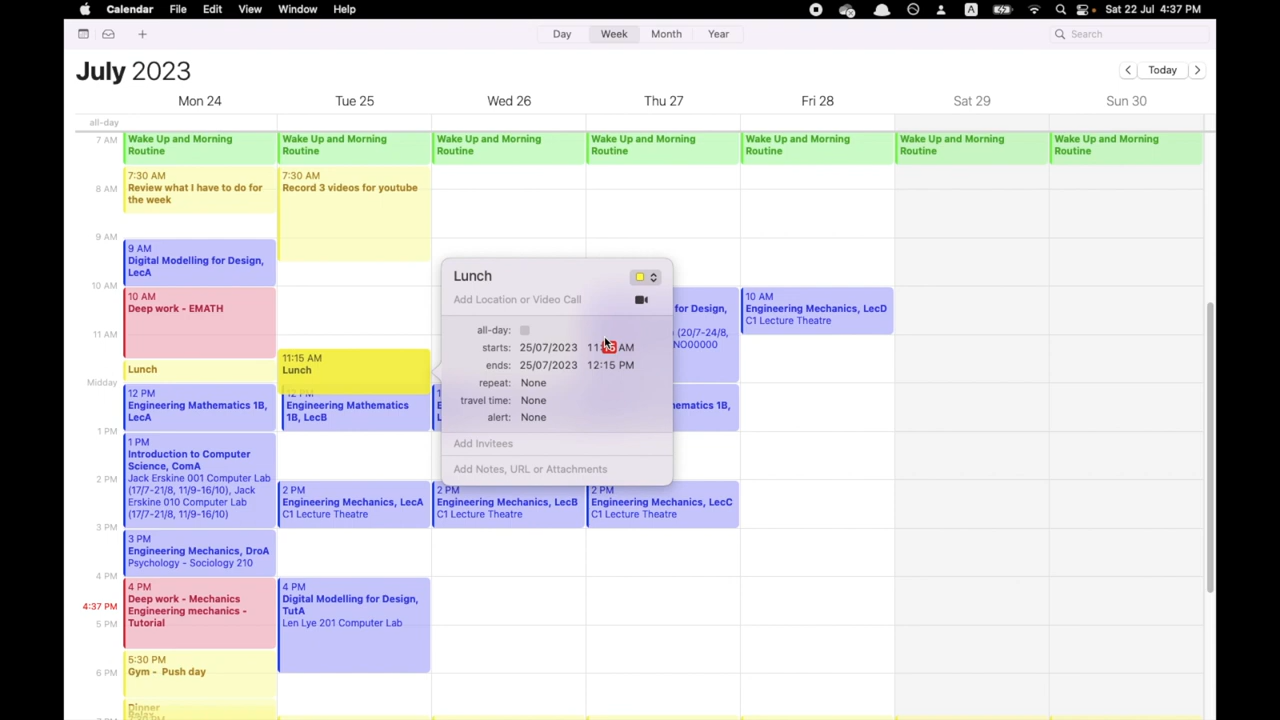 Calendar File Edit View Window Help
A Sat 22 Jul 4:37 PM
Day Week Month Year
Search
July 2023
Today
Mon 24 Tue 25 Wed 26 Thu 27 Fri 28 Sat 29 Sun 30
all-day
7 AM
8 AM
9 AM
10 AM
11 AM
Midday
1 PM
2 PM
3 PM
4 PM
4:37 PM
5 PM
6 PM
Wake Up and Morning
Routine
7:30 AM
Review what I have to do for
the week
9 AM
Digital Modelling for Design,
LecA
10 AM
Deep work - EMATH
Lunch
12 PM
Engineering Mathematics 1B,
LecA
1 PM
Introduction to Computer
Science, ComA
Jack Erskine 001 Computer Lab
(17/7-21/8, 11/9-16/10), Jack
Erskine 010 Computer Lab
(17/7-21/8, 11/9-16/10)
3 PM
Engineering Mechanics, DroA
Psychology - Sociology 210
4 PM
Deep work - Mechanics
Engineering mechanics -
Tutorial
5:30 PM
Gym - Push day
Dinner
Wake Up and Morning
Routine
7:30 AM
Record 3 videos for youtube
11:15 AM
Lunch
12 PM
Engineering Mathematics
1B, LecB
2 PM
Engineering Mechanics, LecA
C1 Lecture Theatre
4 PM
Digital Modelling for Design,
TutA
Len Lye 201 Computer Lab
Wake Up and Morning
Routine
2 PM
Engineering Mechanics, LecB
C1 Lecture Theatre
Wake Up and Morning
Routine
for Design,
(20/7-24/8,
NO00000
ematics 1B,
2 PM
Engineering Mechanics, LecC
C1 Lecture Theatre
Wake Up and Morning
Routine
10 AM
Engineering Mechanics, LecD
C1 Lecture Theatre
Wake Up and Morning
Routine
Wake Up and Morning
Routine
Lunch
Add Location or Video Call
all-day:
starts: 25/07/2023 AM
ends: 25/07/2023 12:15 PM
repeat: None
travel time: None
alert: None
Add Invitees
Add Notes, URL or Attachments